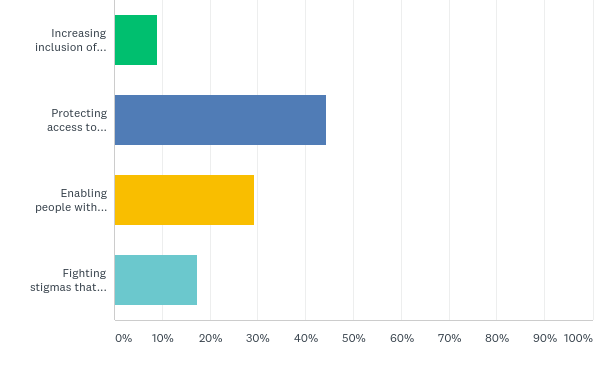 Increasing
inclusion of...
Protecting
access to...
Enabling
people with...
Fighting
stigmas that...
0% 10% 20% 30% 40% 50% 60% 70% 80% 90% 100%